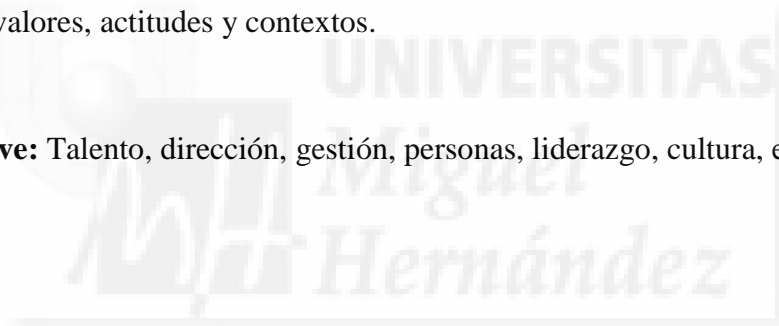 valores, actitudes y contextos.
UNIVERSITAS
ve: Talento, dirección, gestión, personas, liderazgo, cultura, e
Miguel
Hernández